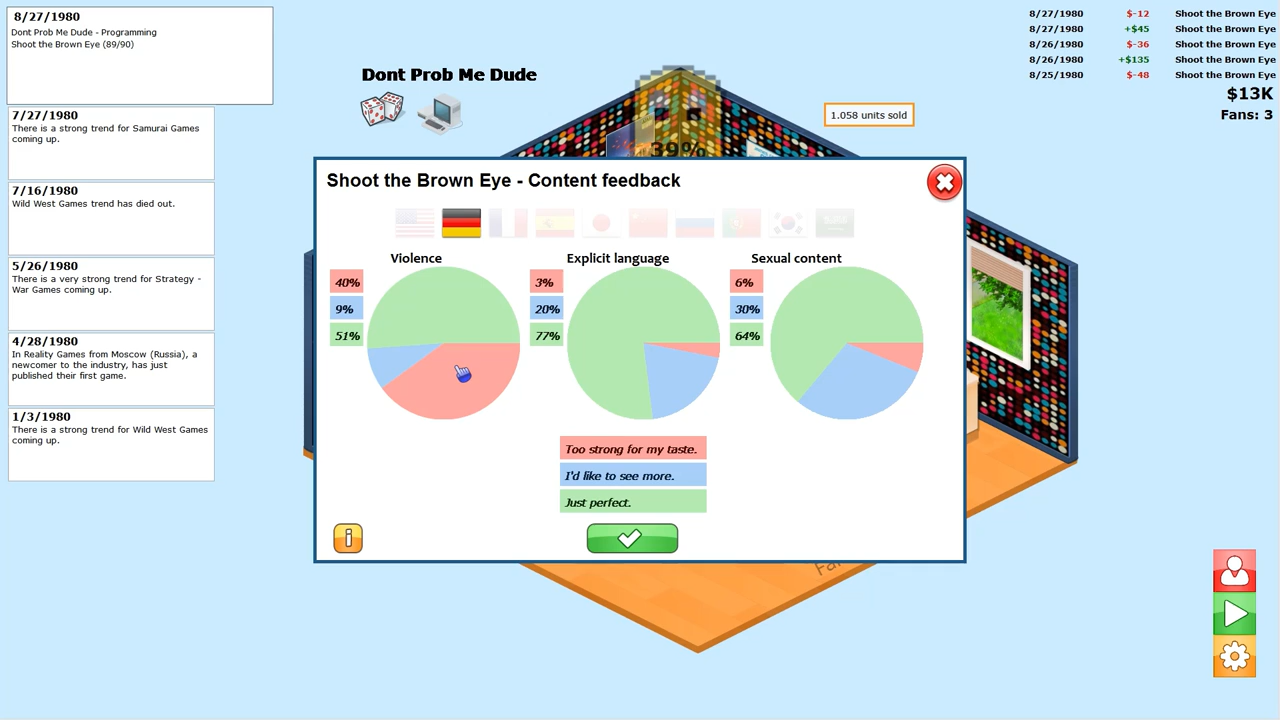 8/27/1980
Dont Prob Me Dude - Programming
Shoot the Brown Eye (89/90)
7/27/1980
There is a strong trend for Samurai Games
coming up.
7/16/1980
Wild West Games trend has died out.
5/26/1980
There is a very strong trend for Strategy -
War Games coming up.
4/28/1980
In Reality Games from Moscow (Russia), a
newcomer to the industry, has just
published their first game.
1/3/1980
There is a strong trend for Wild West Games
coming up.
Dont Prob Me Dude
1.058 units sold
39%
8/27/1980 $-12 Shoot the Brown Eye
8/27/1980 +$45 Shoot the Brown Eye
8/26/1980 $-36 Shoot the Brown Eye
8/26/1980 +$135 Shoot the Brown Eye
8/25/1980 $-48 Shoot the Brown Eye
$13K
Fans: 3
Shoot the Brown Eye - Content feedback
Violence
40%
9%
51%
Explicit language
3%
20%
77%
Sexual content
6%
30%
64%
Too strong for my taste.
I'd like to see more.
Just perfect.